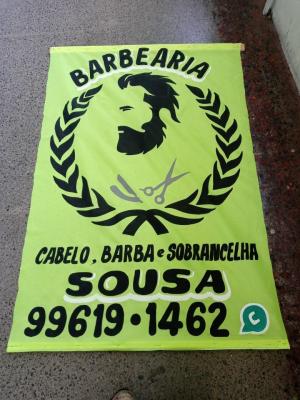 BARBEARIA
CABELO, BARBA e SOBRANCELHA
SOUSA
99619·1462 C